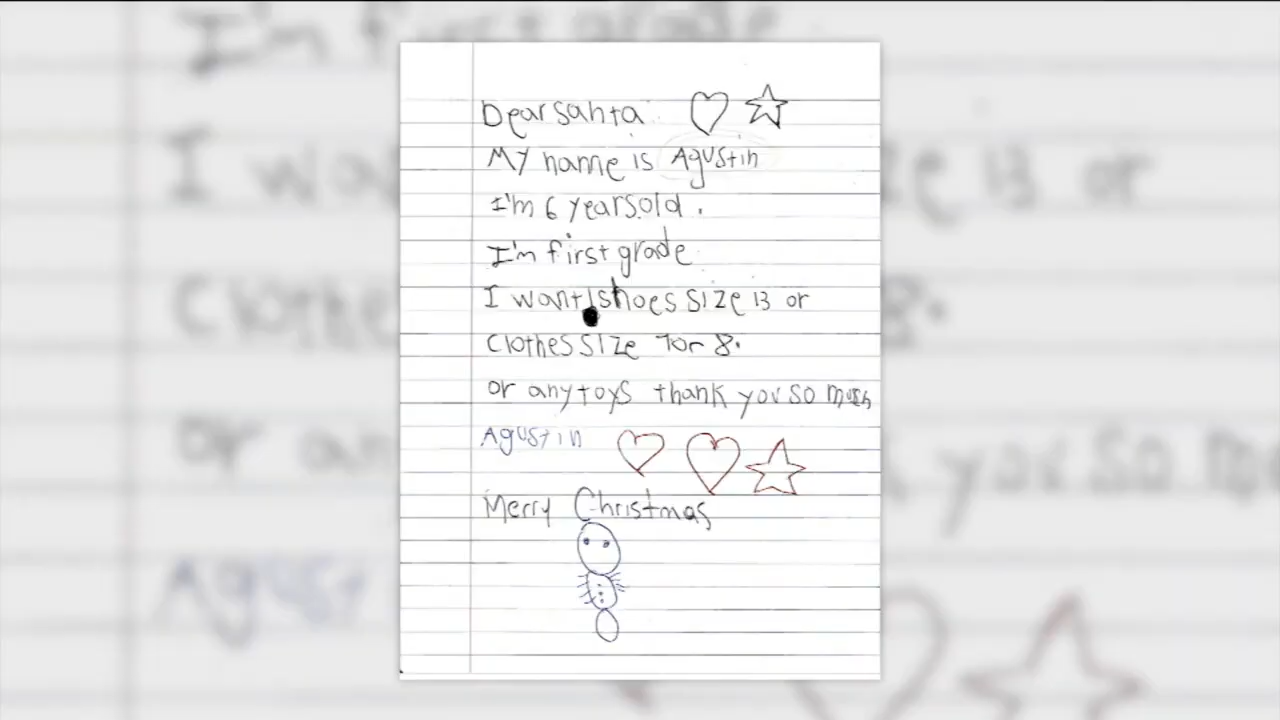 Dear santa
My name is Agustin
I'm 6 years.old.
I'm first grade
I want shoes size 13 or
clothes size 7 or 8.
or any toys thank you so much
Agustin
Merry Christmas